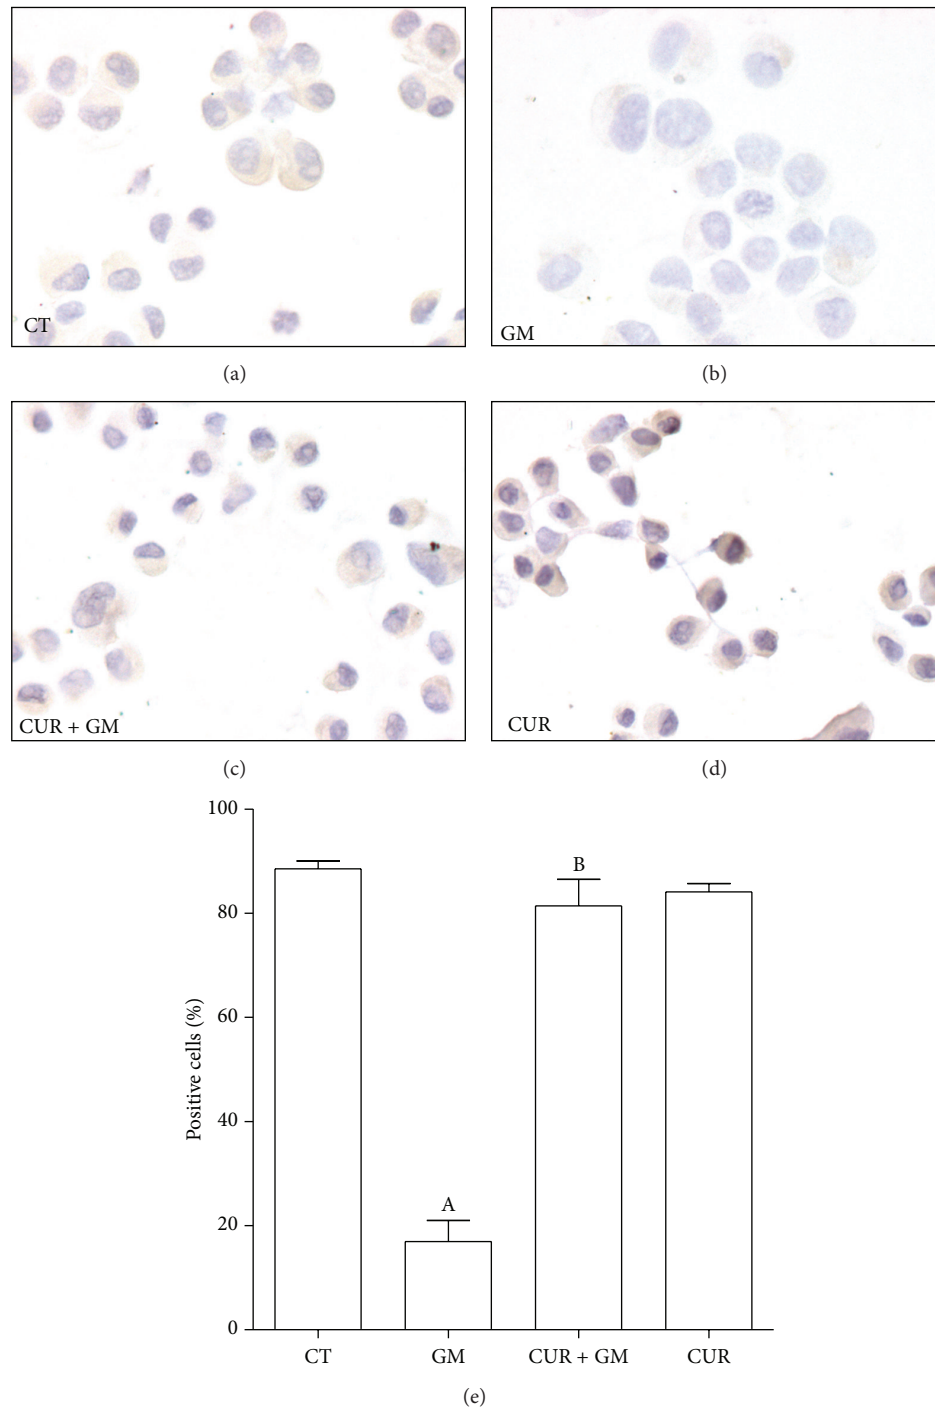 CT
(a)
GM
(b)
CUR + GM
(c)
CUR
(d)
100
80
60
40
20
0
Positive cells (%)
A
B
CT
GM
CUR + GM
CUR
(e)